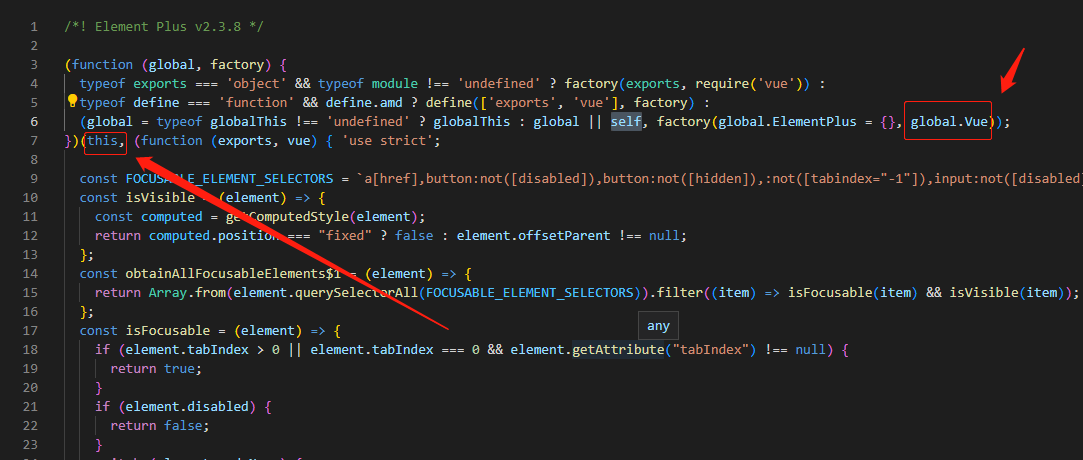 1 /*! Element Plus v2.3.8 */
2
3 (function (global, factory) {
4 typeof exports === 'object' && typeof module !== 'undefined' ? factory(exports, require('vue')) :
5 typeof define === 'function' && define.amd ? define(['exports', 'vue'], factory) :
6 (global = typeof globalThis !== 'undefined' ? globalThis : global || self, factory(global.ElementPlus = {}, global.Vue));
7 })(this, (function (exports, vue) { 'use strict';
8
9 const FOCUSABLE_ELEMENT_SELECTORS = `a[href],button:not([disabled]),button:not([hidden]),:not([tabindex="-1"]),input:not([disabled]
10 const isVisible = (element) => {
11 const computed = getComputedStyle(element);
12 return computed.position === "fixed" ? false : element.offsetParent !== null;
13 };
14 const obtainAllFocusableElements$1 = (element) => {
15 return Array.from(element.querySelectorAll(FOCUSABLE_ELEMENT_SELECTORS)).filter((item) => isFocusable(item) && isVisible(item));
16 };
17 const isFocusable = (element) => {
any
18 if (element.tabIndex > 0 || element.tabIndex === 0 && element.getAttribute("tabIndex") !== null) {
19 return true;
20 }
21 if (element.disabled) {
22 return false;
23 }